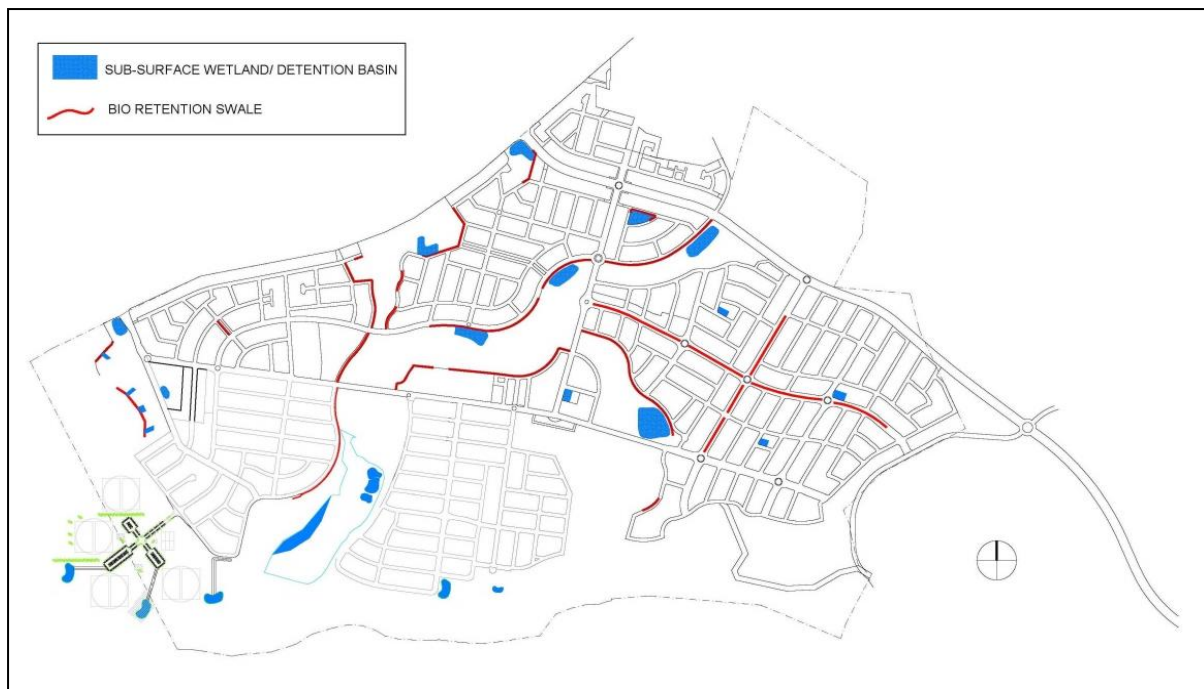 SUB-SURFACE WETLAND/ DETENTION BASIN
BIO RETENTION SWALE